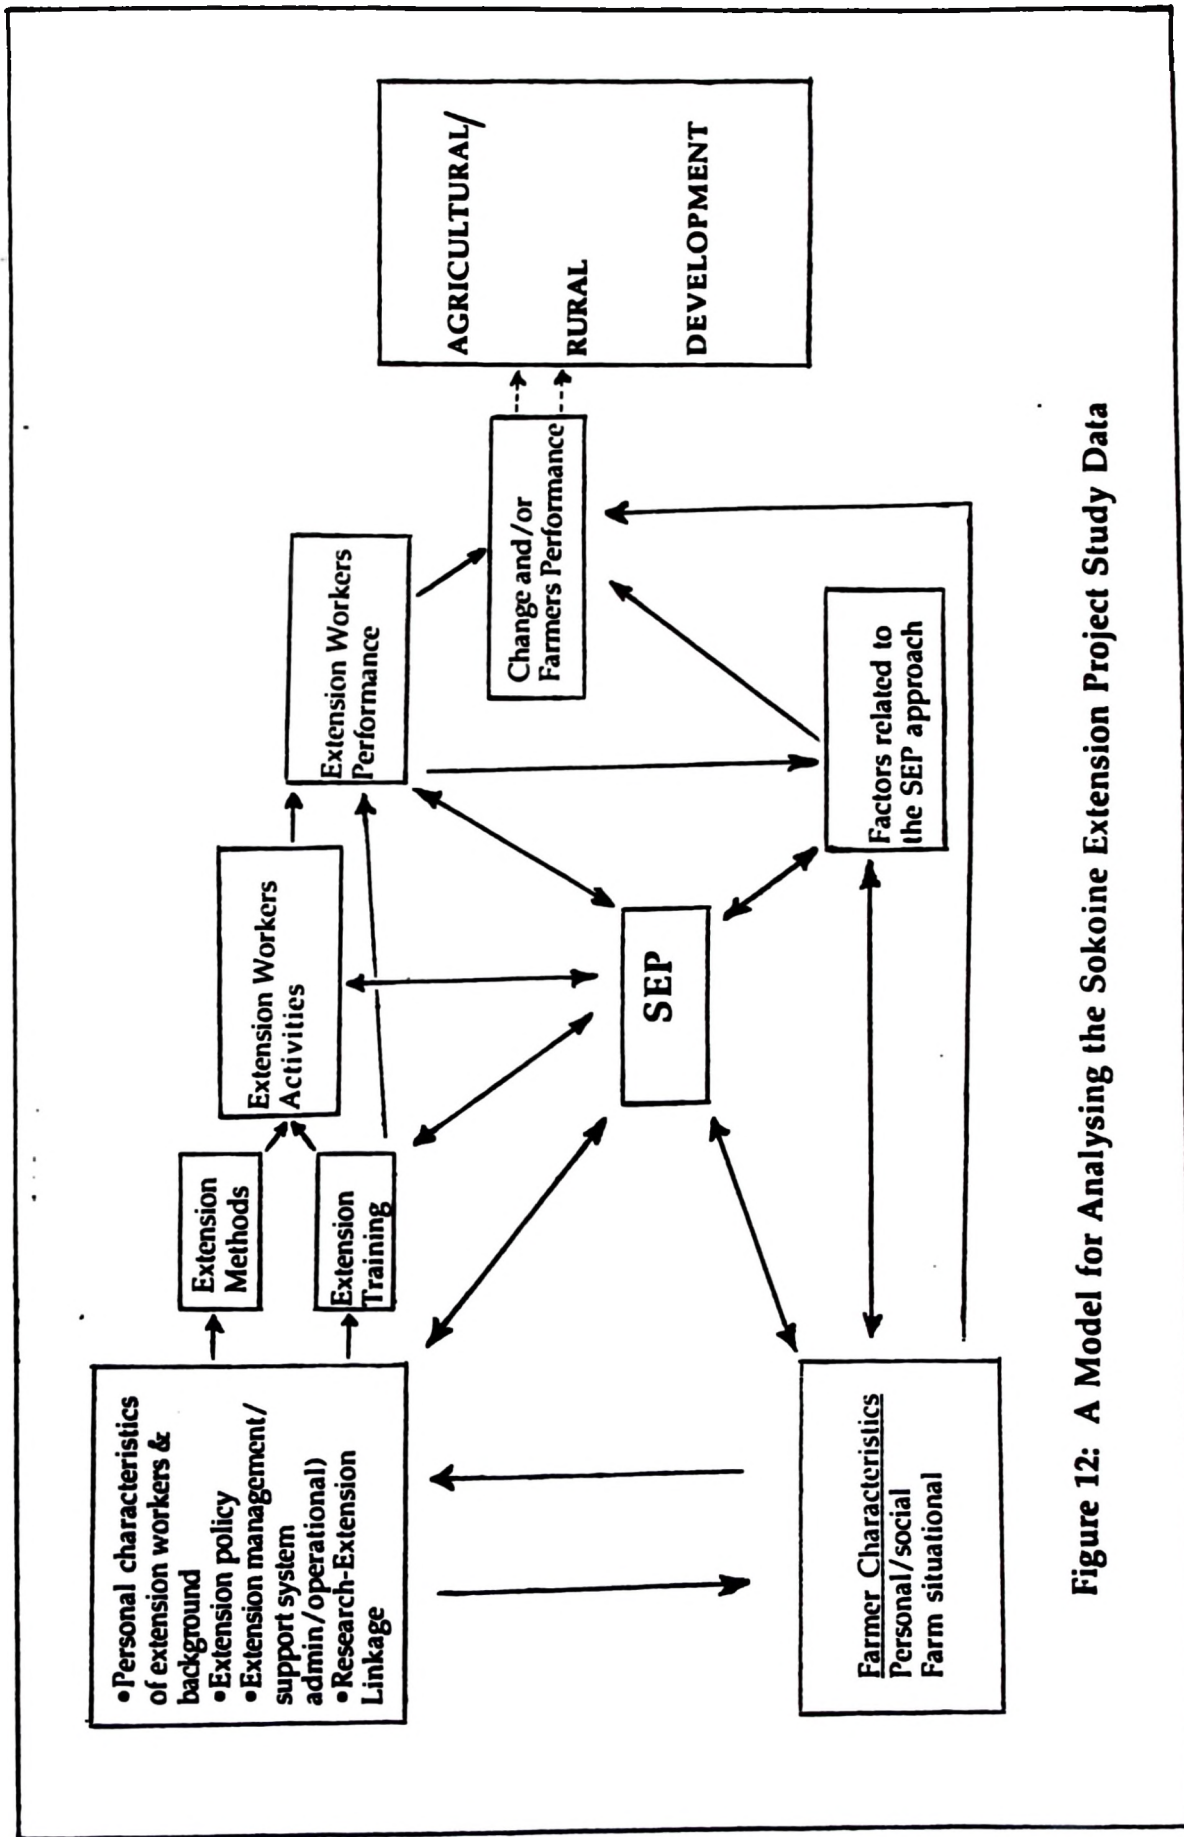 •Personal characteristics
of extension workers &
background
•Extension policy
•Extension management/
support system
admin/operational)
•Research-Extension
Linkage
Extension
Methods
Extension
Training
Extension Workers
Activities
Extension Workers
Performance
Change and/or
Farmers Performance
AGRICULTURAL/
RURAL
DEVELOPMENT
SEP
Factors related to
the SEP approach
Farmer Characteristics
Personal/social
Farm situational
Figure 12: A Model for Analysing the Sokoine Extension Project Study Data